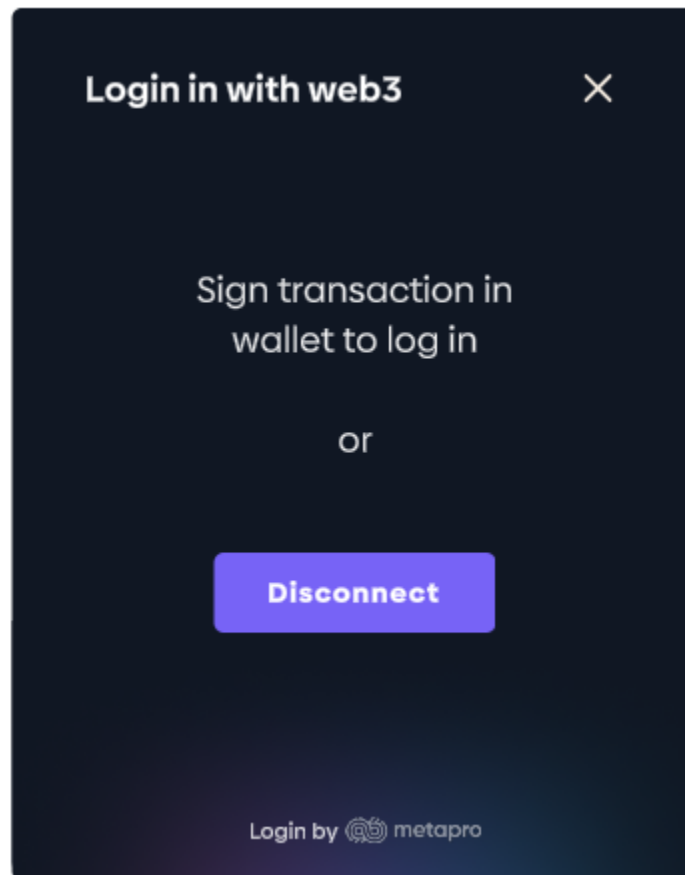 Login in with web3
Sign transaction in
wallet to log in
or
Disconnect
Login by metapro